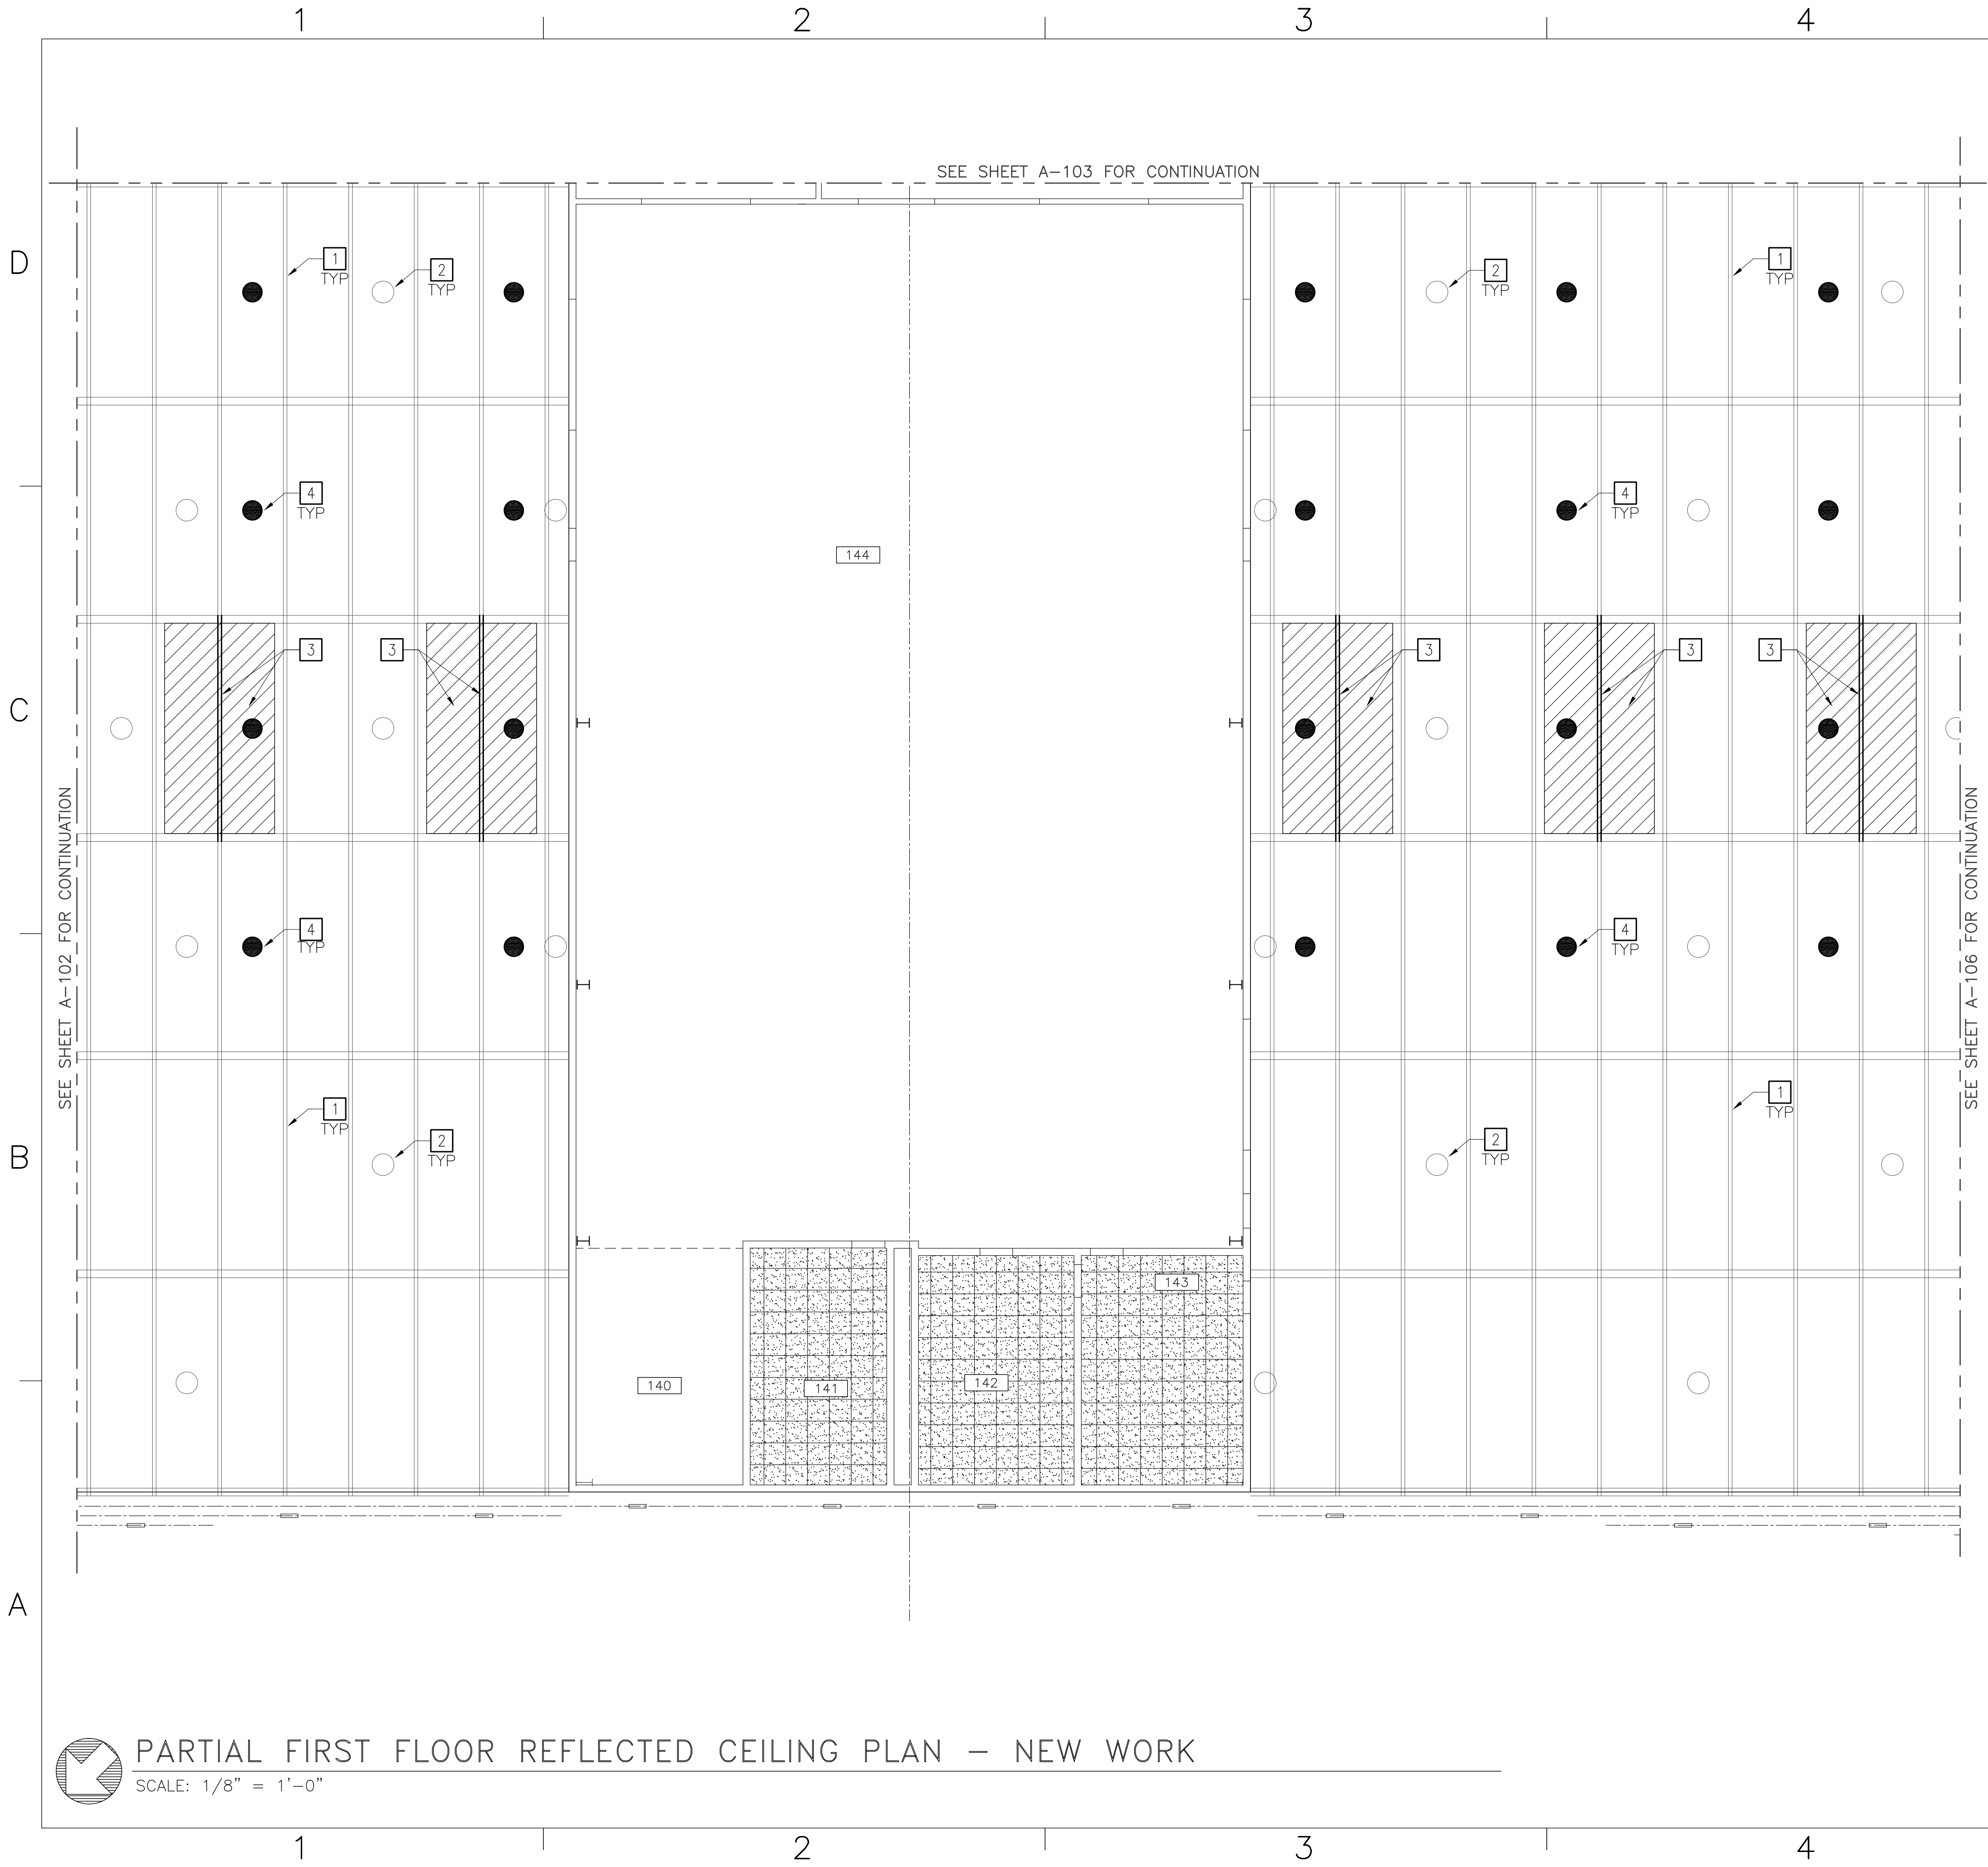 1 2 3 4
SEE SHEET A-103 FOR CONTINUATION
D
1
TYP
2
TYP
2
TYP
1
TYP
4
TYP
4
TYP
144
3
3
3
3
3
C
SEE SHEET A-102 FOR CONTINUATION
SEE SHEET A-106 FOR CONTINUATION
4
TYP
4
TYP
1
TYP
2
TYP
2
TYP
1
TYP
B
143
140
141
142
A
PARTIAL FIRST FLOOR REFLECTED CEILING PLAN - NEW WORK
SCALE: 1/8" = 1'-0"
1 2 3 4